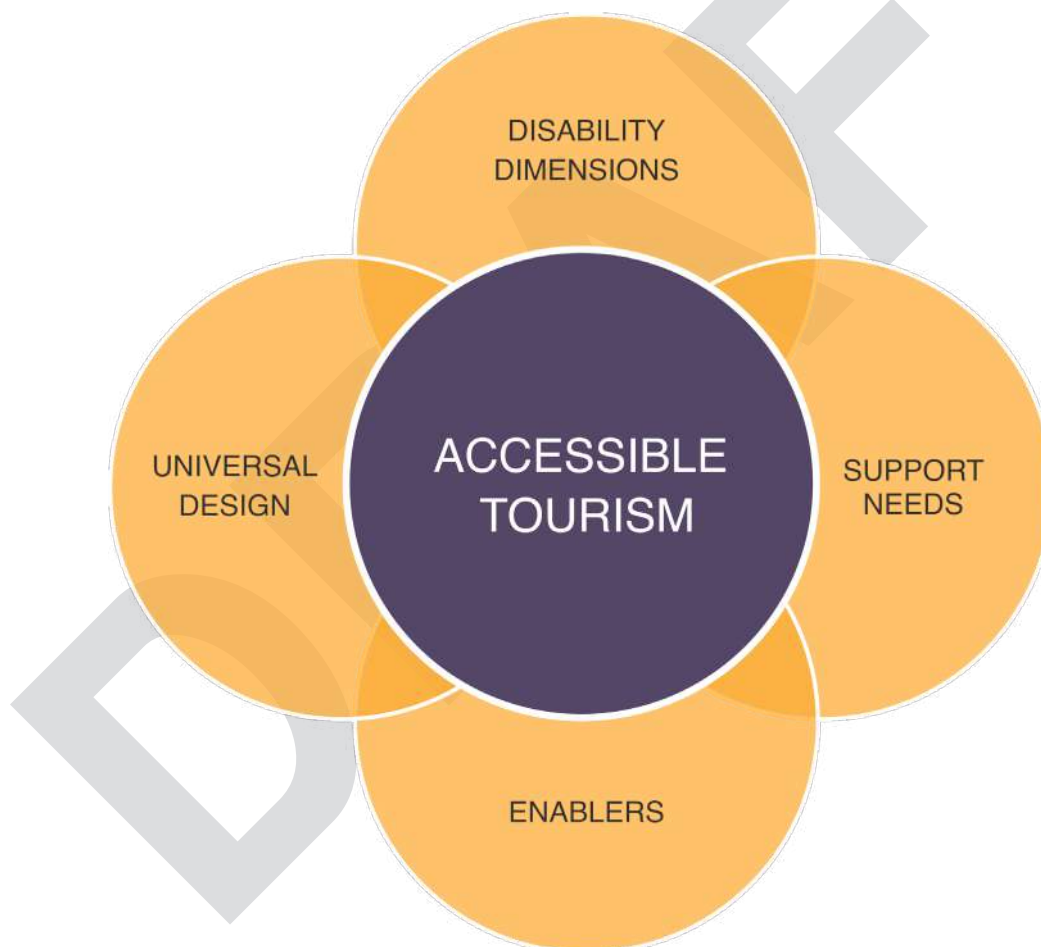 DISABILITY
DIMENSIONS
UNIVERSAL
DESIGN
ACCESSIBLE
TOURISM
SUPPORT
NEEDS
ENABLERS